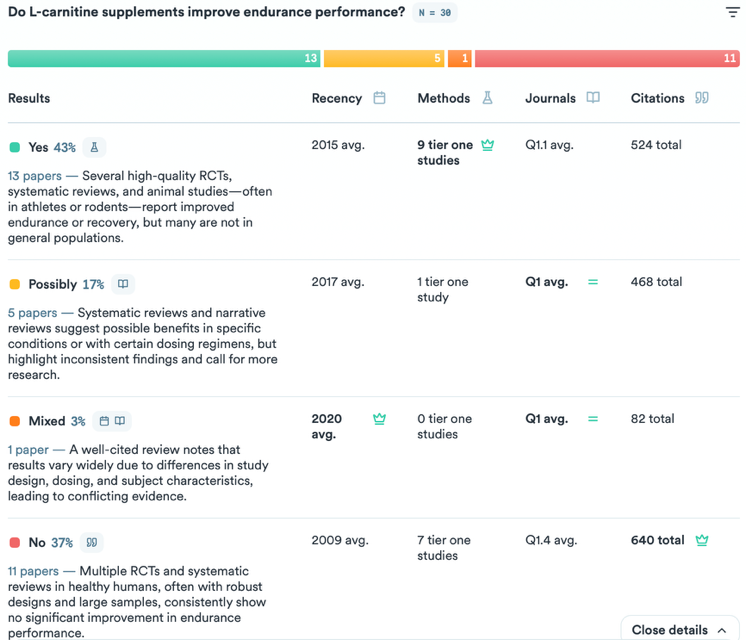 Do L-carnitine supplements improve endurance performance? N = 30
13 5 1 11
Results Recency Methods Journals Citations
Yes 43% 2015 avg. 9 tier one studies Q1.1 avg. 524 total
13 papers — Several high-quality RCTs,
systematic reviews, and animal studies—often
in athletes or rodents—report improved
endurance or recovery, but many are not in
general populations.
Possibly 17% 2017 avg. 1 tier one study Q1 avg. = 468 total
5 papers — Systematic reviews and narrative
reviews suggest possible benefits in specific
conditions or with certain dosing regimens, but
highlight inconsistent findings and call for more
research.
Mixed 3% 2020 avg. 0 tier one studies Q1 avg. = 82 total
1 paper — A well-cited review notes that
results vary widely due to differences in study
design, dosing, and subject characteristics,
leading to conflicting evidence.
No 37% 2009 avg. 7 tier one studies Q1.4 avg. 640 total
11 papers — Multiple RCTs and systematic
reviews in healthy humans, often with robust
designs and large samples, consistently show
no significant improvement in endurance
performance.
Close details